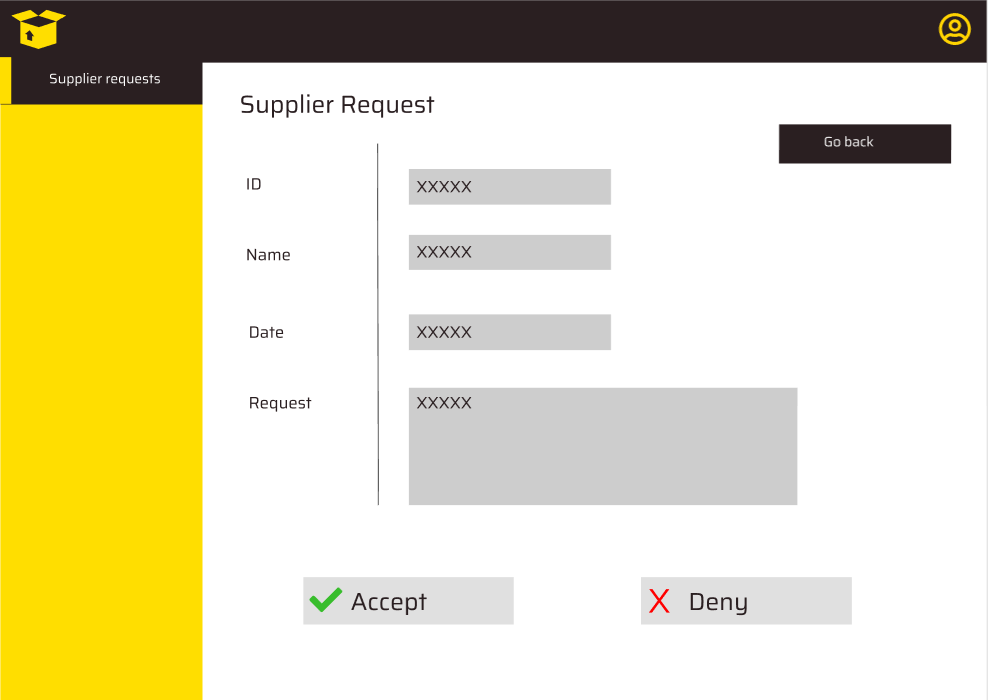 Supplier requests
Supplier Request
Go back
ID
XXXXX
Name
XXXXX
Date
XXXXX
Request
XXXXX
Accept
X Deny